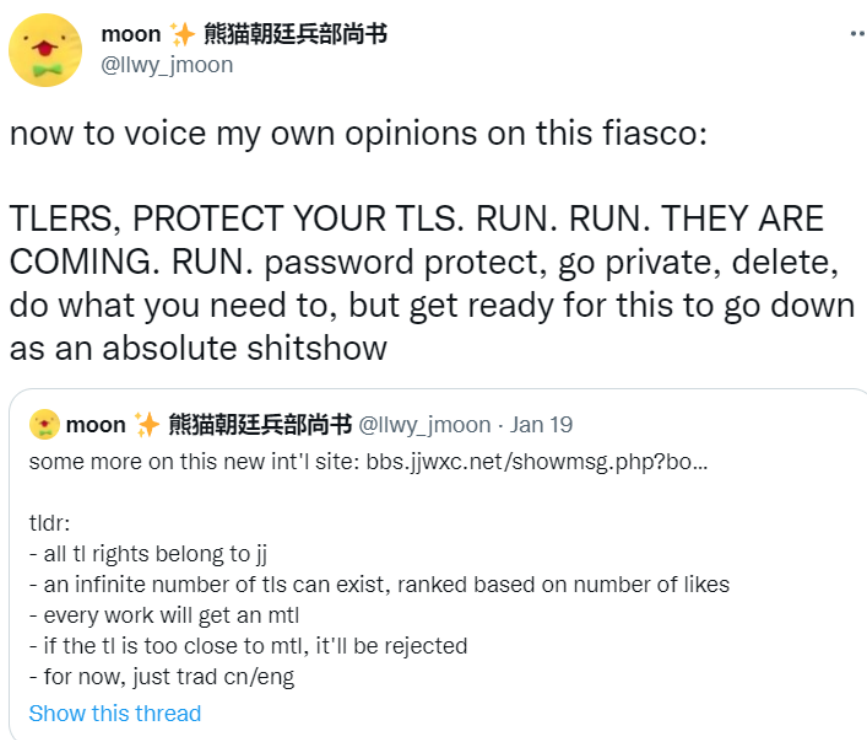 moon ✨ 熊猫朝廷兵部尚书
@llwy_jmoon
now to voice my own opinions on this fiasco:
TLERS, PROTECT YOUR TLS. RUN. RUN. THEY ARE
COMING. RUN. password protect, go private, delete,
do what you need to, but get ready for this to go down
as an absolute shitshow
moon ✨ 熊猫朝廷兵部尚书 @llwy_jmoon · Jan 19
some more on this new int'l site: bbs.jjwxc.net/showmsg.php?bo...
tldr:
- all tl rights belong to jj
- an infinite number of tls can exist, ranked based on number of likes
- every work will get an mtl
- if the tl is too close to mtl, it'll be rejected
- for now, just trad cn/eng
Show this thread